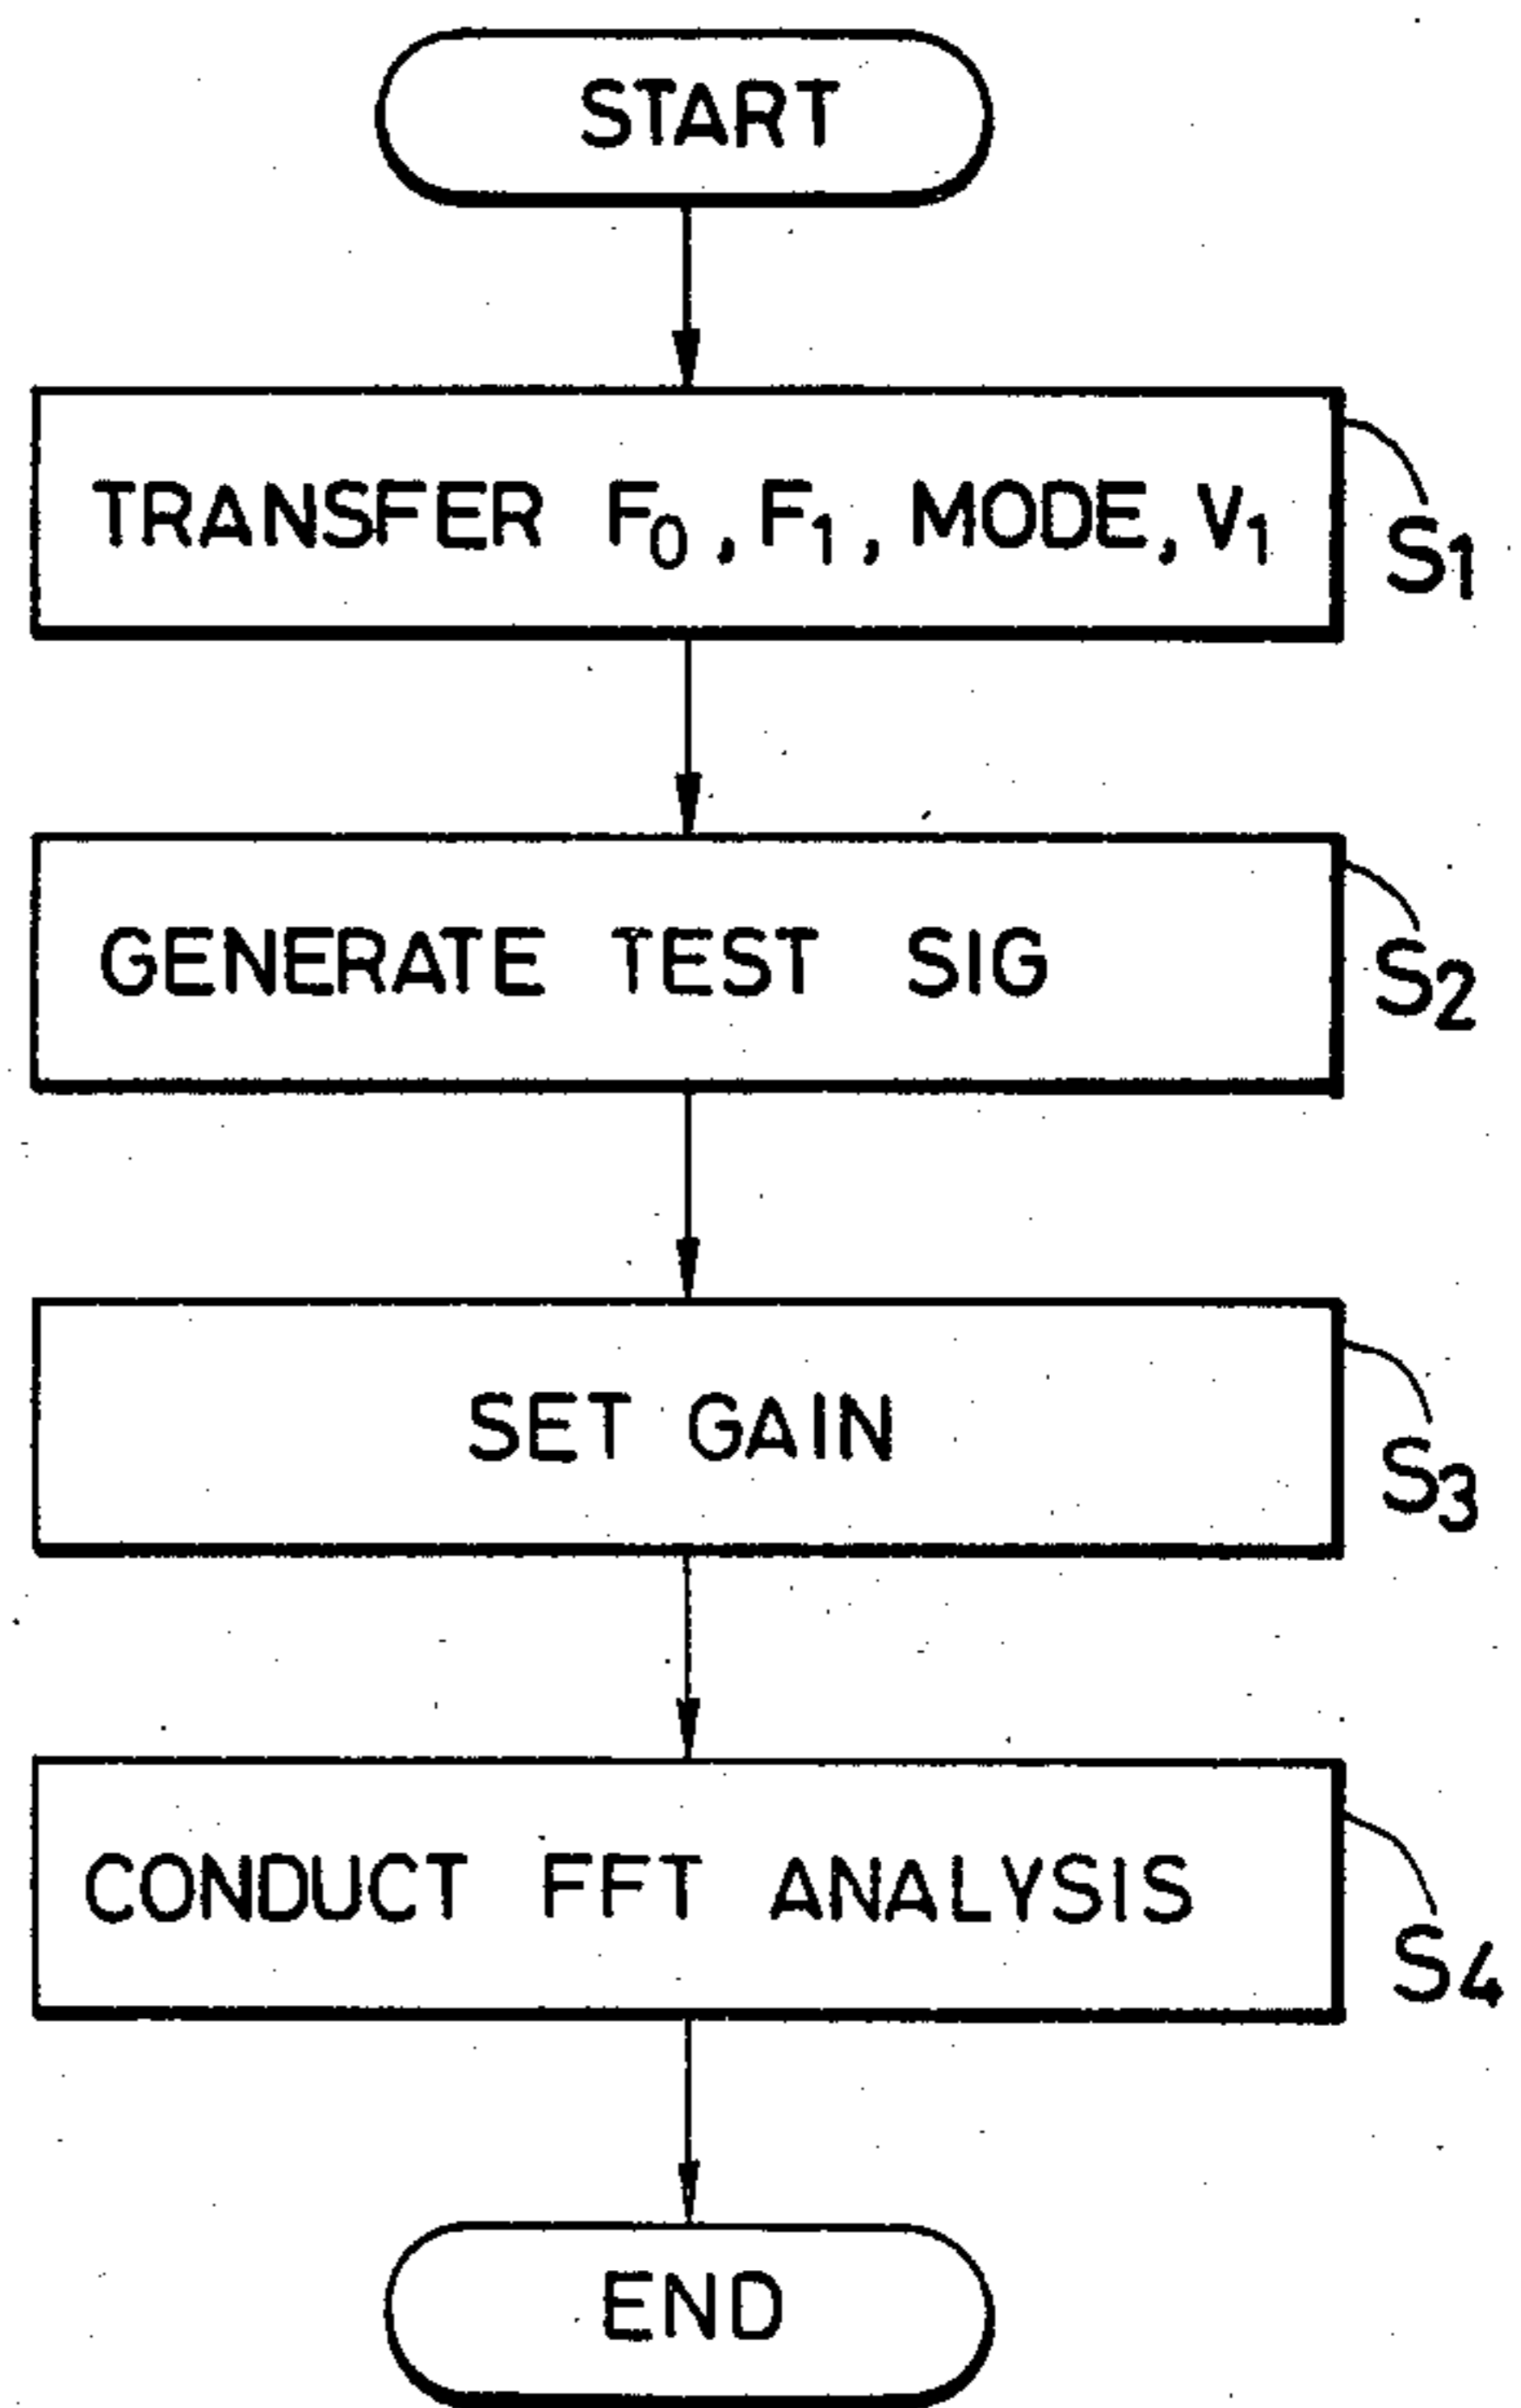 START
TRANSFER F₀, F₁, MODE, V₁
S1
GENERATE TEST SIG
S2
SET GAIN
S3
CONDUCT FFT ANALYSIS
S4
END